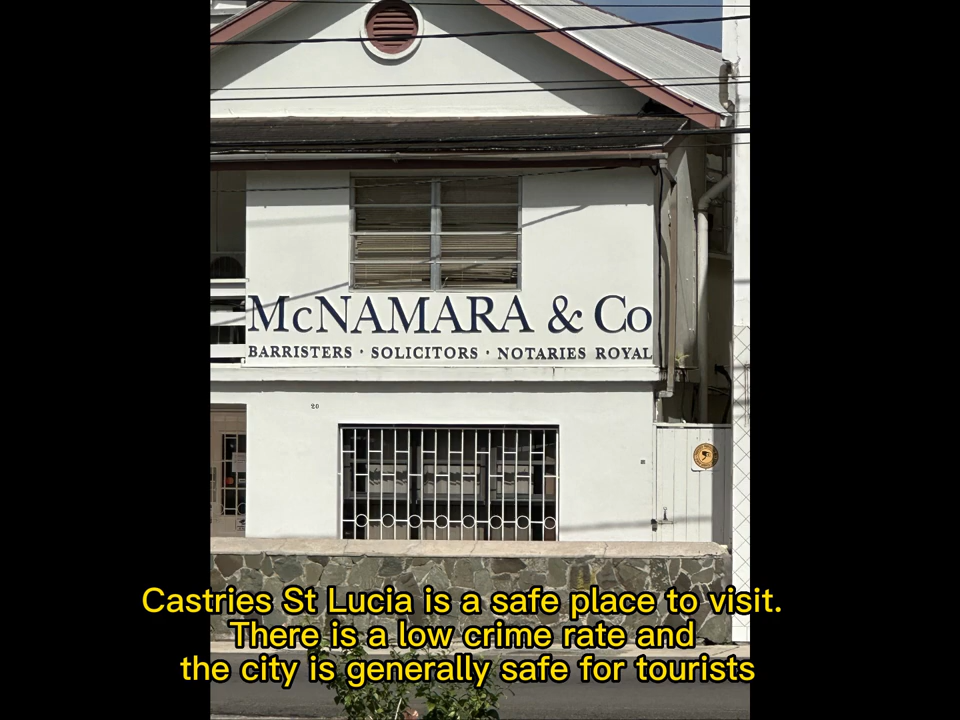 McNAMARA & Co
BARRISTERS · SOLICITORS · NOTARIES ROYAL
20
Castries St Lucia is a safe place to visit.
There is a low crime rate and
the city is generally safe for tourists